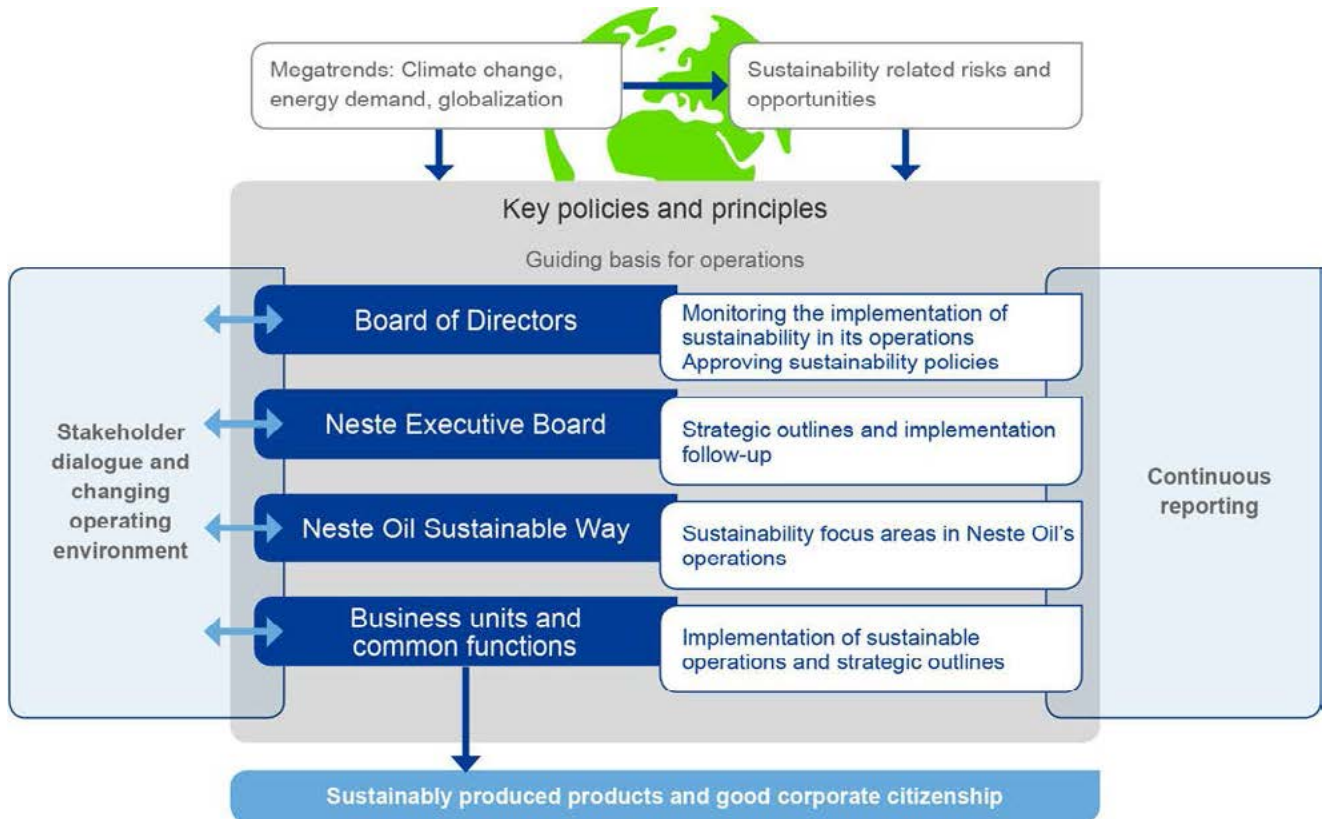 Megatrends: Climate change,
energy demand, globalization
Sustainability related risks and
opportunities
Key policies and principles
Guiding basis for operations
Stakeholder
dialogue and
changing
operating
environment
Board of Directors
Monitoring the implementation of
sustainability in its operations
Approving sustainability policies
Neste Executive Board
Strategic outlines and implementation
follow-up
Neste Oil Sustainable Way
Sustainability focus areas in Neste Oil's
operations
Business units and
common functions
Implementation of sustainable
operations and strategic outlines
Continuous
reporting
Sustainably produced products and good corporate citizenship